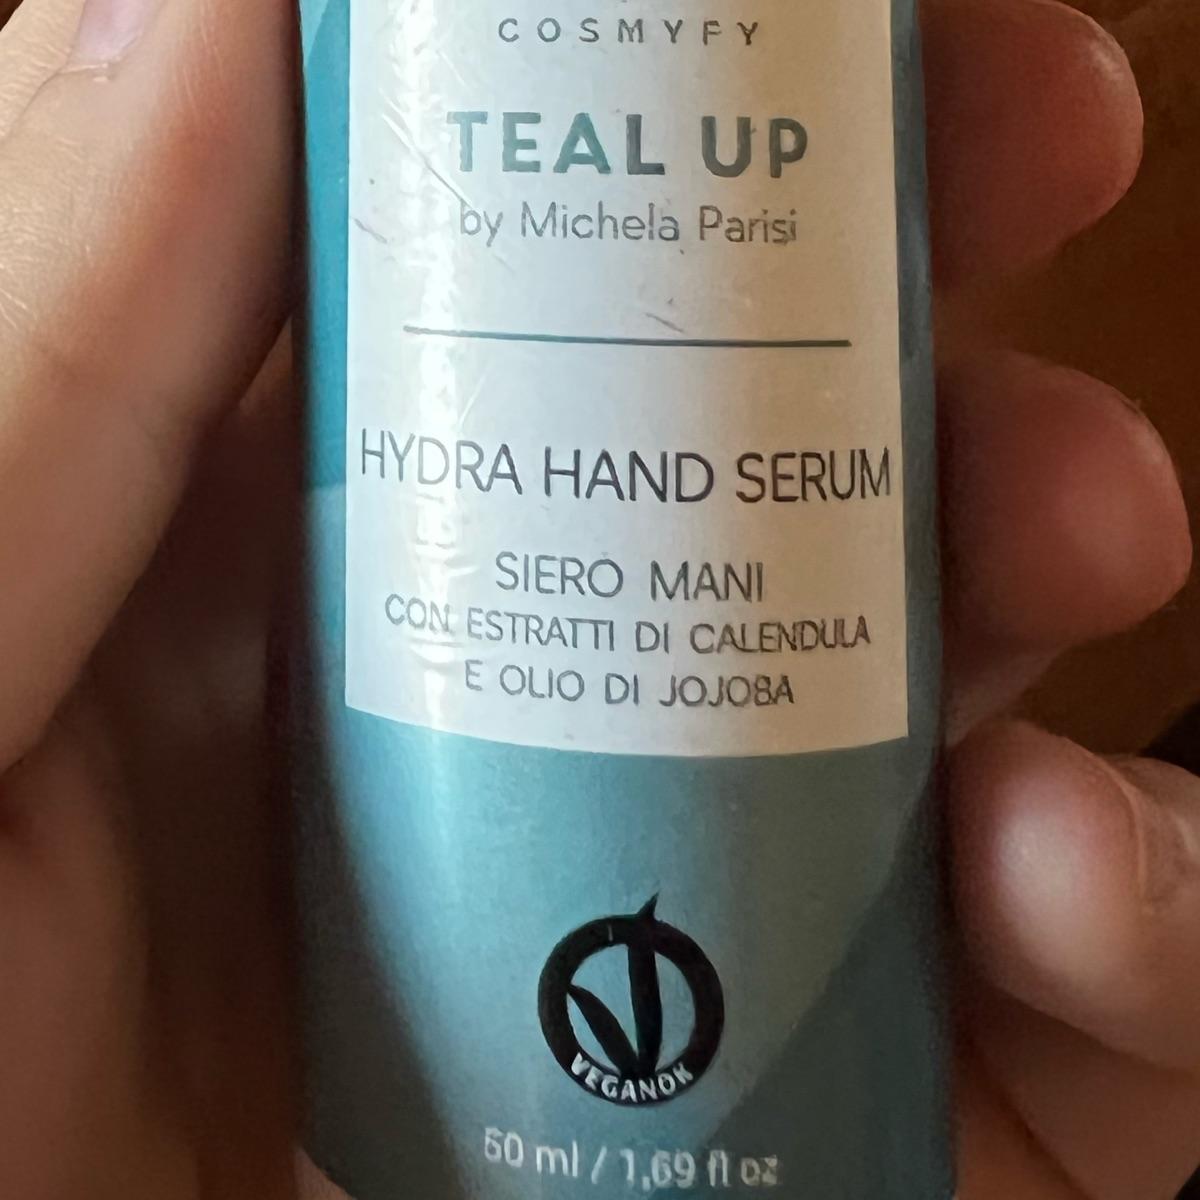 COSMYFY
TEAL UP
by Michela Parisi
HYDRA HAND SERUM
SIERO MANI
CON ESTRATTI DI CALENDULA
E OLIO DI JOJOBA
VEGANOK
50 ml / 1,69 fl oz